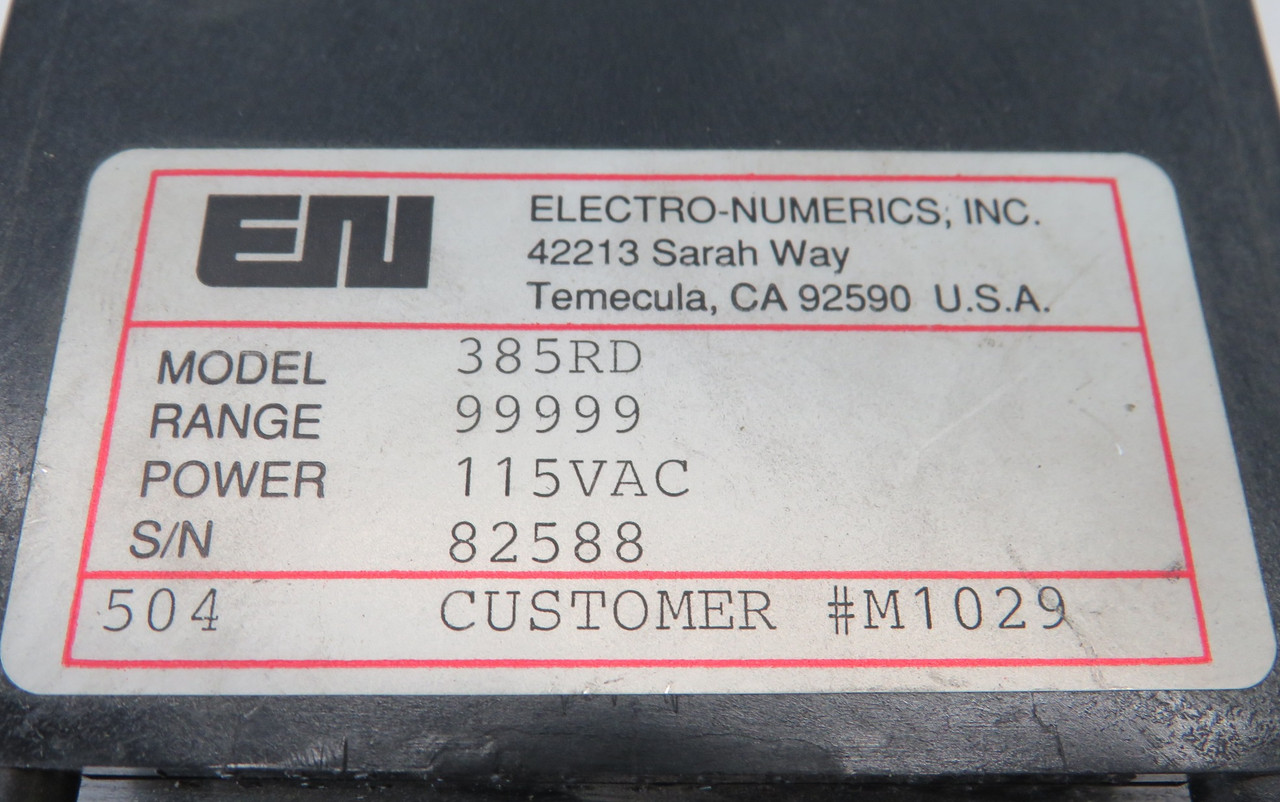 EN
ELECTRO-NUMERICS, INC.
42213 Sarah Way
Temecula, CA 92590 U.S.A.
MODEL 385RD
RANGE 99999
POWER 115VAC
S/N 82588
504 CUSTOMER #M1029